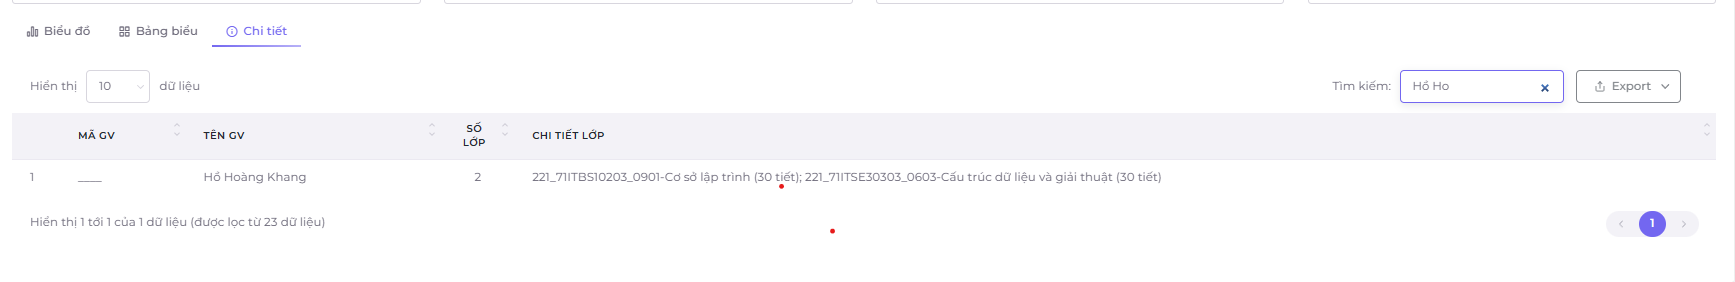 Biểu đồ Bảng biểu Chi tiết
Hiển thị 10 dữ liệu Tìm kiếm: Hồ Ho Export
MÃ GV TÊN GV SỐ LỚP CHI TIẾT LỚP
1 ____ Hồ Hoàng Khang 2 221_71ITBS10203_0901-Cơ sở lập trình (30 tiết); 221_71ITSE30303_0603-Cấu trúc dữ liệu và giải thuật (30 tiết)
Hiển thị 1 tới 1 của 1 dữ liệu (được lọc từ 23 dữ liệu) 1